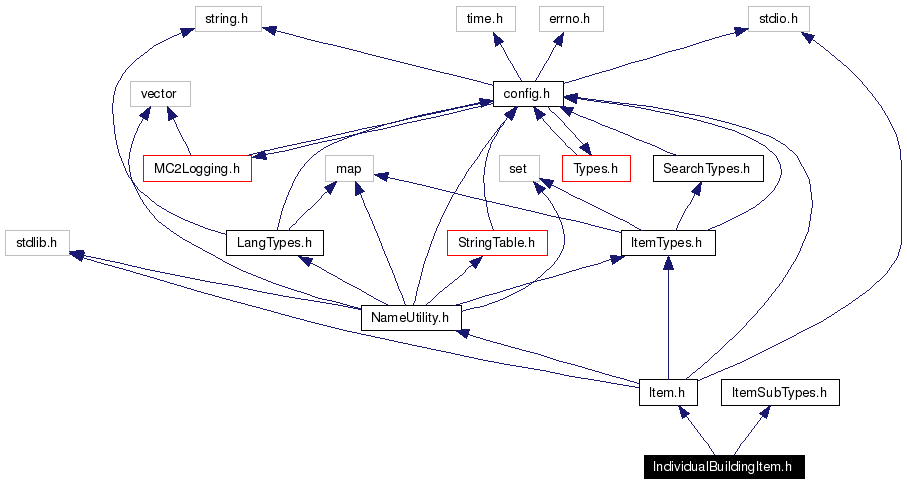 string.h
time.h
errno.h
stdio.h
vector
config.h
MC2Logging.h
map
set
Types.h
SearchTypes.h
stdlib.h
LangTypes.h
StringTable.h
ItemTypes.h
NameUtility.h
Item.h
ItemSubTypes.h
IndividualBuildingItem.h